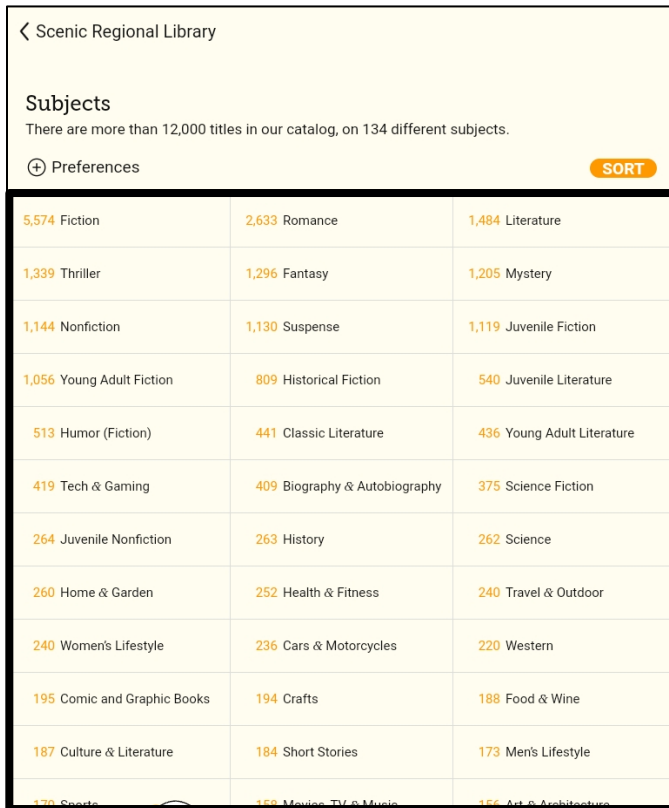 Scenic Regional Library
Subjects
There are more than 12,000 titles in our catalog, on 134 different subjects.
Preferences
SORT
5,574 Fiction
2,633 Romance
1,484 Literature
1,339 Thriller
1,296 Fantasy
1,205 Mystery
1,144 Nonfiction
1,130 Suspense
1,119 Juvenile Fiction
1,056 Young Adult Fiction
809 Historical Fiction
540 Juvenile Literature
513 Humor (Fiction)
441 Classic Literature
436 Young Adult Literature
419 Tech & Gaming
409 Biography & Autobiography
375 Science Fiction
264 Juvenile Nonfiction
263 History
262 Science
260 Home & Garden
252 Health & Fitness
240 Travel & Outdoor
240 Women's Lifestyle
236 Cars & Motorcycles
220 Western
195 Comic and Graphic Books
194 Crafts
188 Food & Wine
187 Culture & Literature
184 Short Stories
173 Men's Lifestyle
Sports
Movies, TV & Music
Art & Architecture